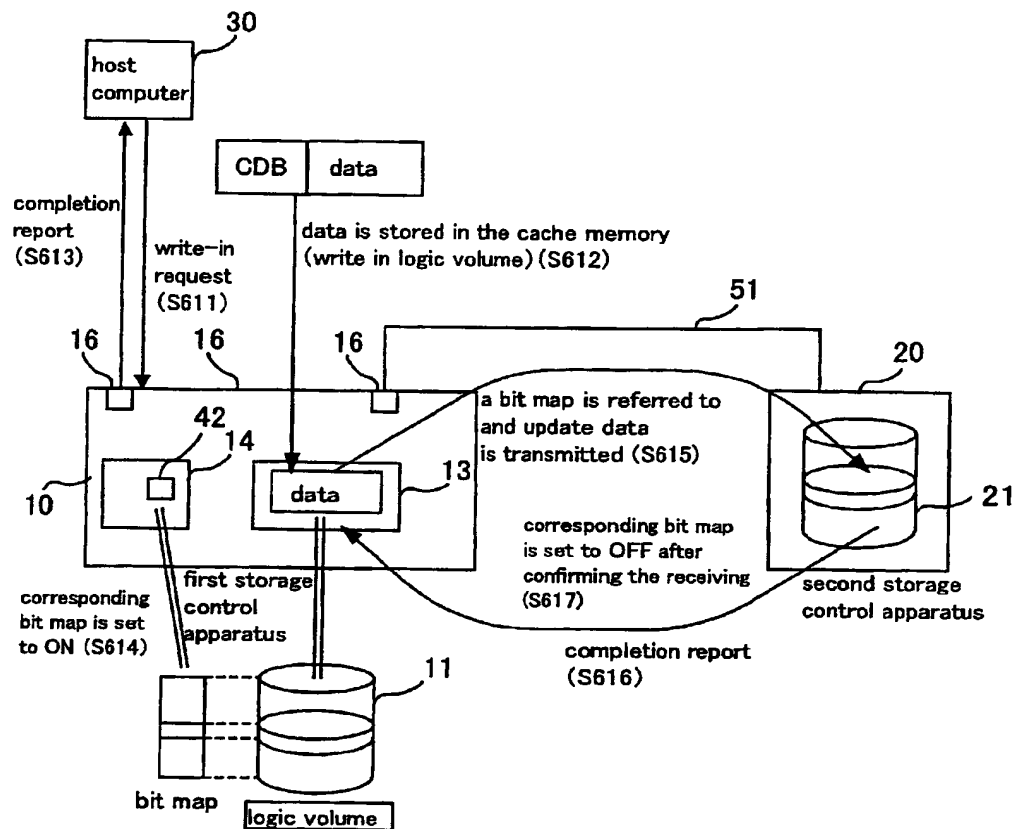 30
host
computer
CDB data
completion
report
(S613)
write-in
request
(S611)
data is stored in the cache memory
(write in logic volume) (S612)
51
16
16
16
20
a bit map is referred to
and update data
is transmitted (S615)
42
14
13
10
data
21
corresponding bit map
is set to OFF after
confirming the receiving
(S617)
first storage
control
apparatus
second storage
control apparatus
corresponding
bit map is set
to ON (S614)
completion report
(S616)
11
bit map
logic volume